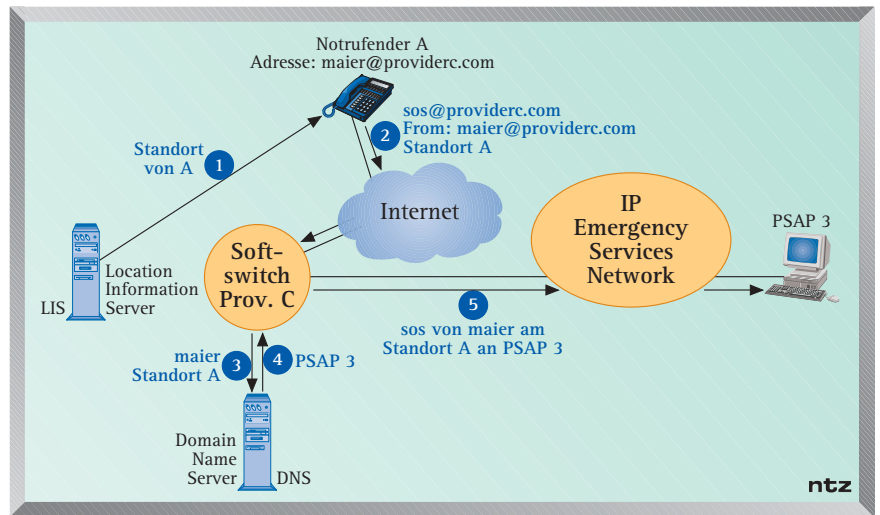 Notrufender A
Adresse: maier@providerc.com
sos@providerc.com
From: maier@providerc.com
Standort A
2
Standort
von A
1
Internet
IP
Emergency
Services
Network
PSAP 3
Soft-
switch
Prov. C
Location
Information
LIS Server
5
sos von maier am
Standort A an PSAP 3
maier
Standort A
3
4
PSAP 3
Domain
Name
Server DNS
ntz